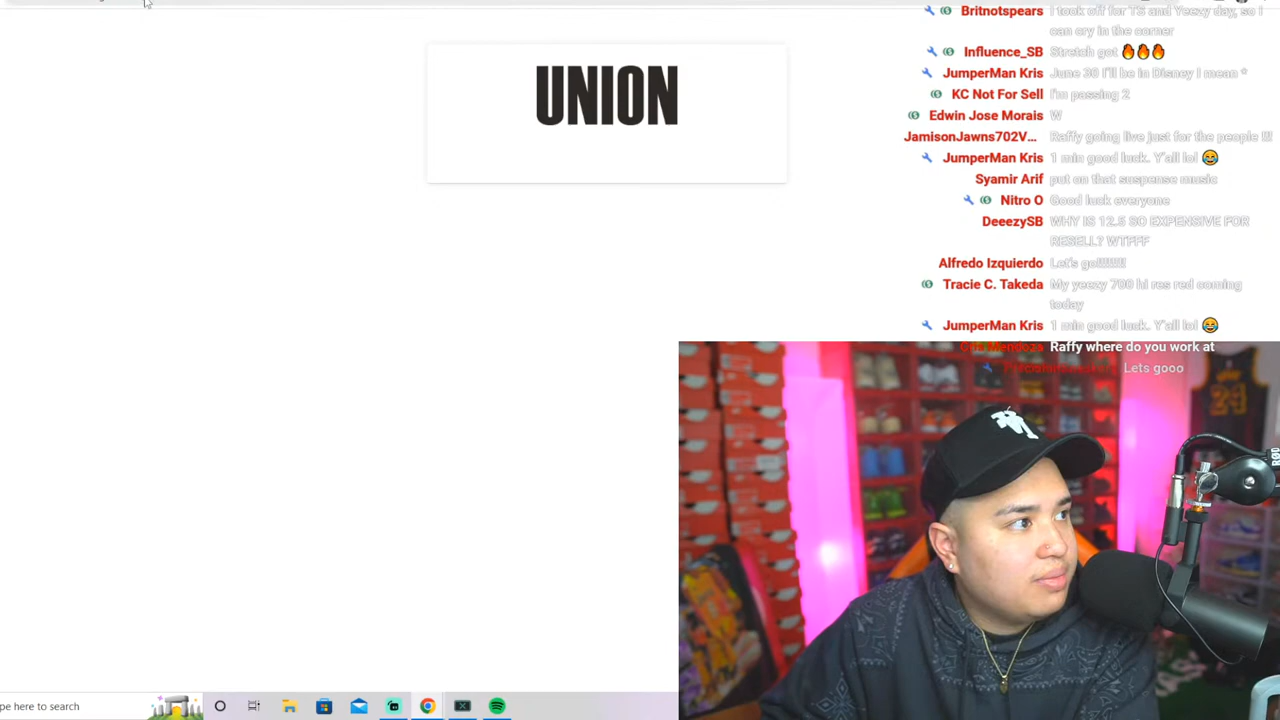 UNION
Britnotspears I took off for TS and Yeezy day, so I
can cry in the corner
Influence_SB Stretch got 🔥🔥🔥
JumperMan Kris June 30 I'll be in Disney I mean *
KC Not For Sell I'm passing 2
Edwin Jose Morais W
JamisonJawns702V... Raffy going live just for the people !!!
JumperMan Kris 1 min good luck. Y'all lol 😂
Syamir Arif put on that suspense music
Nitro O Good luck everyone
DeeezySB WHY IS 12.5 SO EXPENSIVE FOR
RESELL? WTFFF
Alfredo Izquierdo Let's go!!!!!!!!
Tracie C. Takeda My yeezy 700 hi res red coming
today
JumperMan Kris 1 min good luck. Y'all lol 😂
Mendoza Raffy where do you work at
Lets gooo
24
pe here to search